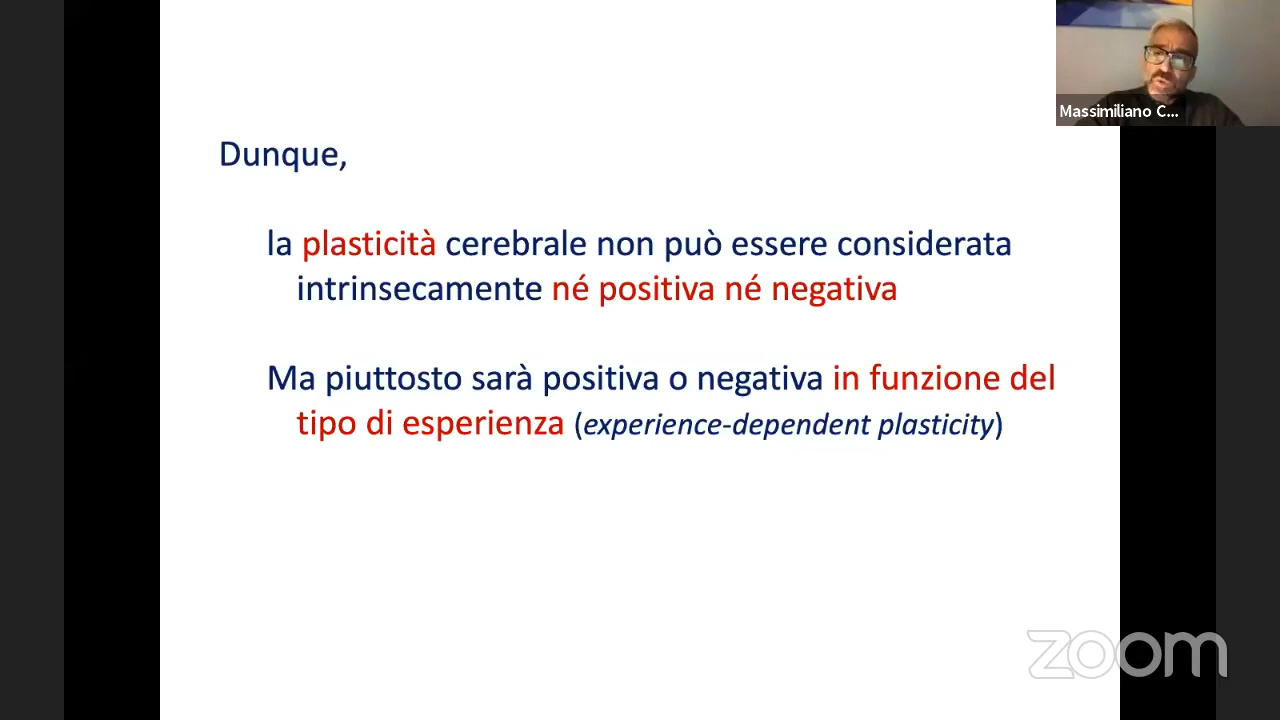 Massimiliano C...
Dunque,
la plasticità cerebrale non può essere considerata
intrinsecamente né positiva né negativa
Ma piuttosto sarà positiva o negativa in funzione del
tipo di esperienza (experience-dependent plasticity)
zoom